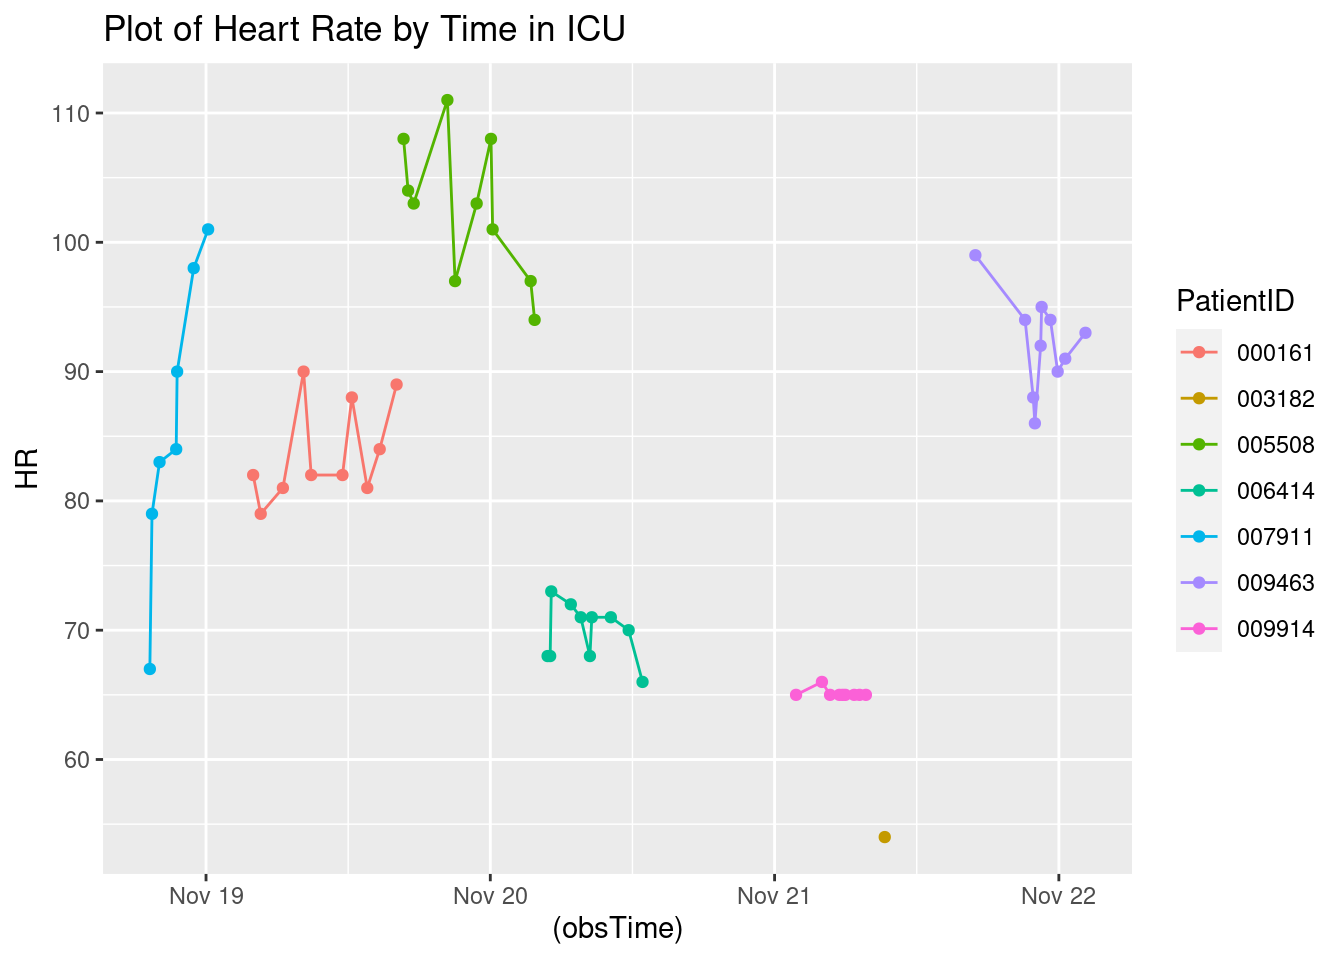 Plot of Heart Rate by Time in ICU
HR
110
100
90
80
70
60
Nov 19
Nov 20
Nov 21
Nov 22
(obsTime)
PatientID
000161
003182
005508
006414
007911
009463
009914